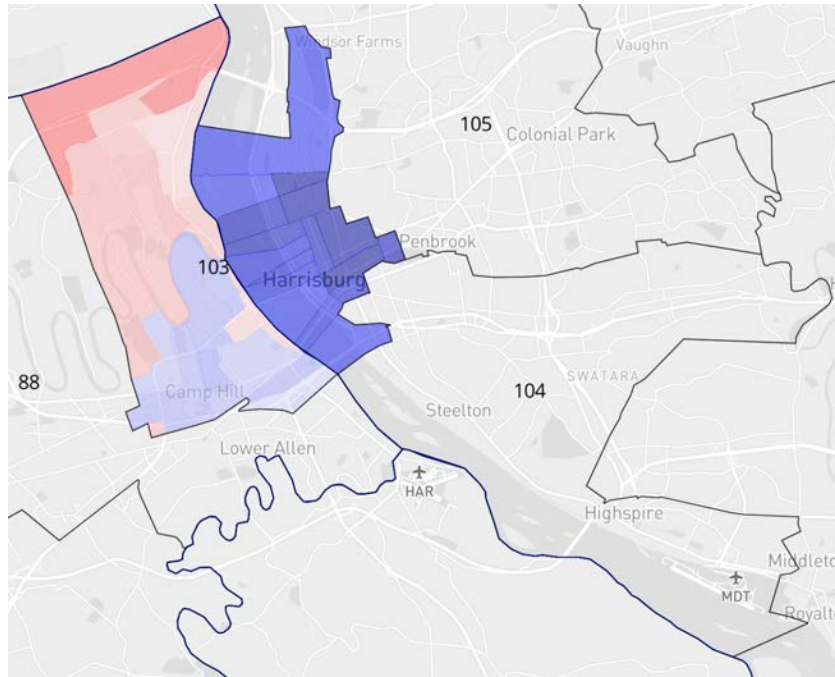 Windsor Farms
Vaughn
105
Colonial Park
Penbrook
103
Harrisburg
88
Camp Hill
104
SWATARA
Steelton
Lower Allen
HAR
Highspire
MDT